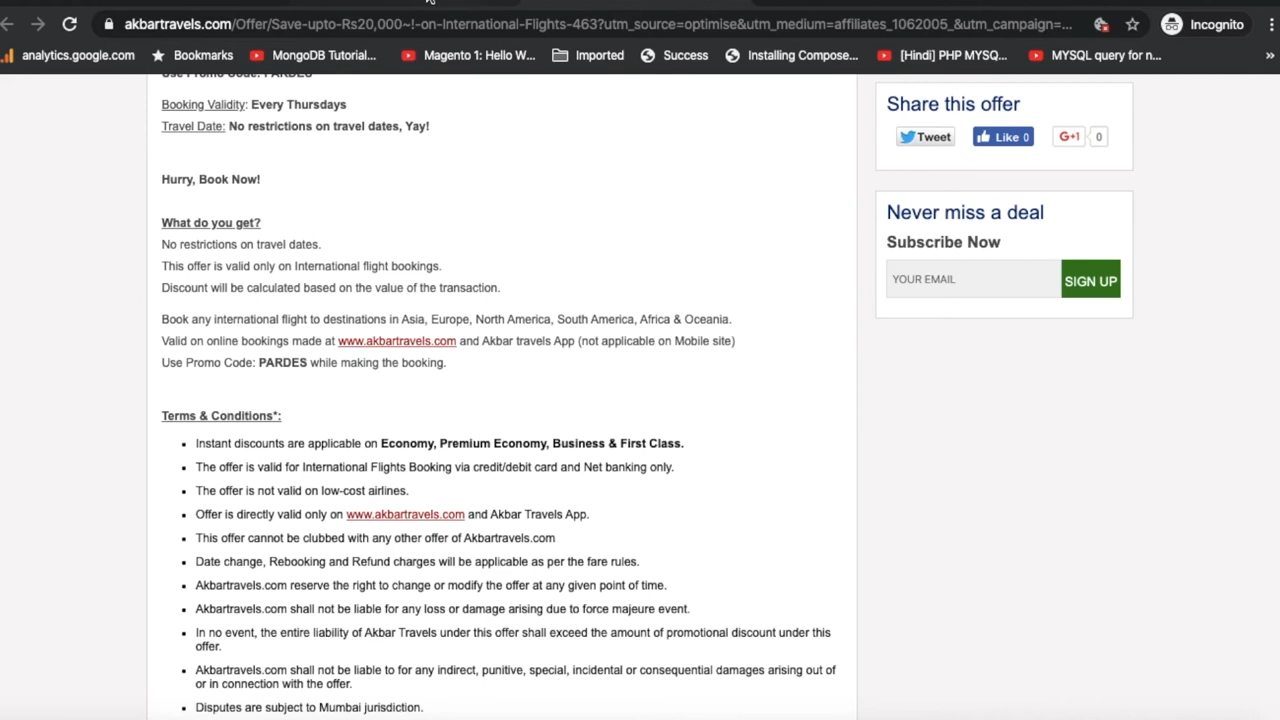 akbartravels.com/Offer/Save-upto-Rs20,000~!-on-International-Flights-463?utm_source=optimise&utm_medium=affiliates_1062005_&utm_campaign=...
Incognito
analytics.google.com
Bookmarks
MongoDB Tutorial...
Magento 1: Hello W...
Imported
Success
Installing Compose...
[Hindi] PHP MYSQ...
MYSQL query for n...
»
Use Promo Code: PARDES
Booking Validity: Every Thursdays
Travel Date: No restrictions on travel dates, Yay!
Hurry, Book Now!
What do you get?
No restrictions on travel dates.
This offer is valid only on International flight bookings.
Discount will be calculated based on the value of the transaction.
Book any international flight to destinations in Asia, Europe, North America, South America, Africa & Oceania.
Valid on online bookings made at www.akbartravels.com and Akbar travels App (not applicable on Mobile site)
Use Promo Code: PARDES while making the booking.
Terms & Conditions*:
• Instant discounts are applicable on Economy, Premium Economy, Business & First Class.
• The offer is valid for International Flights Booking via credit/debit card and Net banking only.
• The offer is not valid on low-cost airlines.
• Offer is directly valid only on www.akbartravels.com and Akbar Travels App.
• This offer cannot be clubbed with any other offer of Akbartravels.com
• Date change, Rebooking and Refund charges will be applicable as per the fare rules.
• Akbartravels.com reserve the right to change or modify the offer at any given point of time.
• Akbartravels.com shall not be liable for any loss or damage arising due to force majeure event.
• In no event, the entire liability of Akbar Travels under this offer shall exceed the amount of promotional discount under this
offer.
• Akbartravels.com shall not be liable to for any indirect, punitive, special, incidental or consequential damages arising out of
or in connection with the offer.
• Disputes are subject to Mumbai jurisdiction.
Share this offer
Tweet
Like 0
G+1
0
Never miss a deal
Subscribe Now
YOUR EMAIL
SIGN UP